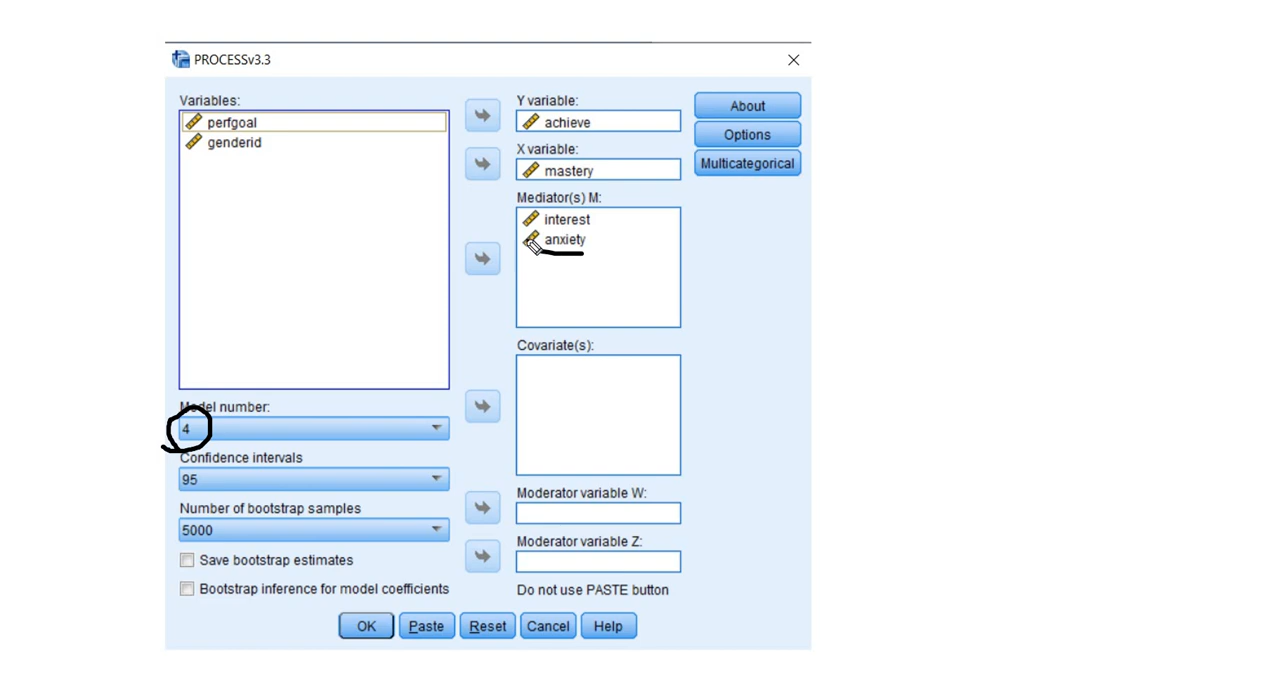 PROCESSv3.3
Variables:
perfgoal
genderid
Model number:
4
Confidence intervals
95
Number of bootstrap samples
5000
Save bootstrap estimates
Bootstrap inference for model coefficients
Y variable:
achieve
X variable:
mastery
Mediator(s) M:
interest
anxiety
Covariate(s):
Moderator variable W:
Moderator variable Z:
Do not use PASTE button
About
Options
Multicategorical
OK Paste Reset Cancel Help